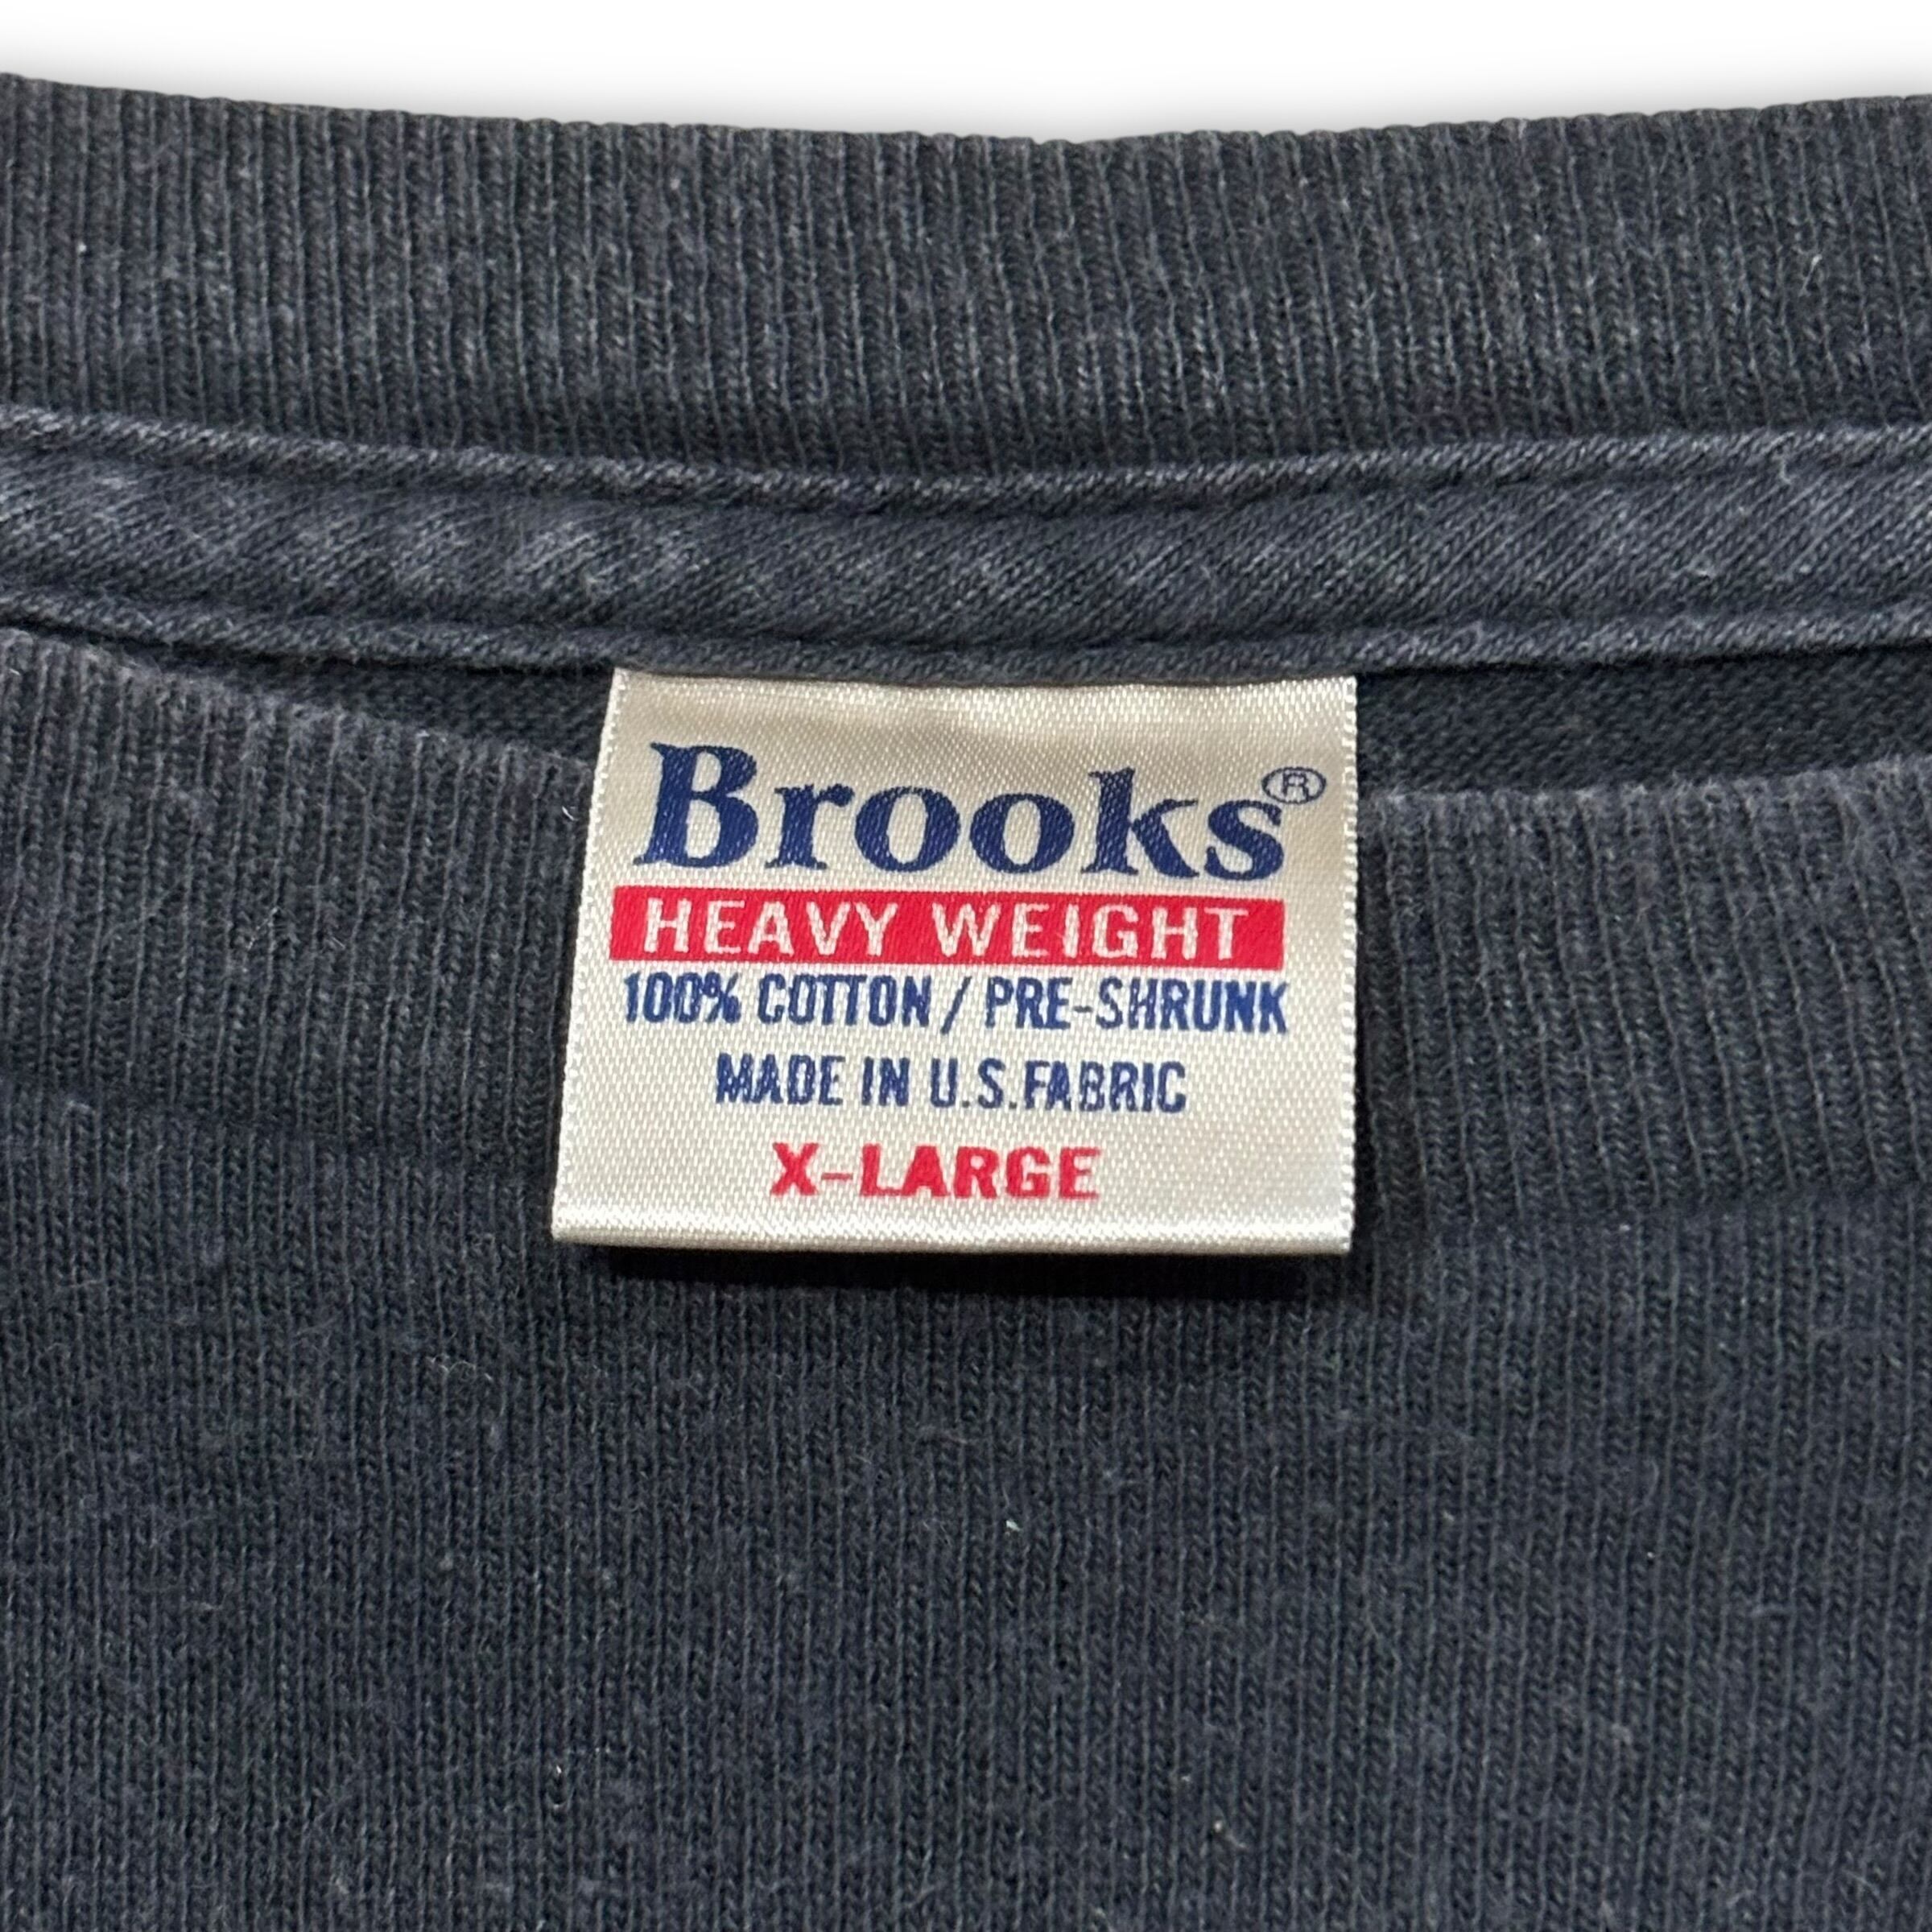 Brooks®
HEAVY WEIGHT
100% COTTON / PRE-SHRUNK
MADE IN U.S.FABRIC
X-LARGE